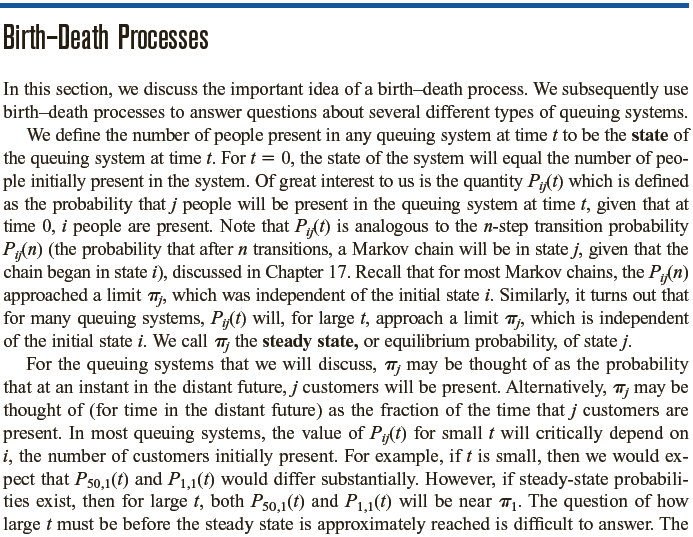 Birth–Death Processes
In this section, we discuss the important idea of a birth–death process. We subsequently use
birth–death processes to answer questions about several different types of queuing systems.
We define the number of people present in any queuing system at time t to be the state of
the queuing system at time t. For t = 0, the state of the system will equal the number of peo-
ple initially present in the system. Of great interest to us is the quantity Pij(t) which is defined
as the probability that j people will be present in the queuing system at time t, given that at
time 0, i people are present. Note that Pij(t) is analogous to the n-step transition probability
Pij(n) (the probability that after n transitions, a Markov chain will be in state j, given that the
chain began in state i), discussed in Chapter 17. Recall that for most Markov chains, the Pij(n)
approached a limit πj, which was independent of the initial state i. Similarly, it turns out that
for many queuing systems, Pij(t) will, for large t, approach a limit πj, which is independent
of the initial state i. We call πj the steady state, or equilibrium probability, of state j.
For the queuing systems that we will discuss, πj may be thought of as the probability
that at an instant in the distant future, j customers will be present. Alternatively, πj may be
thought of (for time in the distant future) as the fraction of the time that j customers are
present. In most queuing systems, the value of Pij(t) for small t will critically depend on
i, the number of customers initially present. For example, if t is small, then we would ex-
pect that P50,1(t) and P1,1(t) would differ substantially. However, if steady-state probabili-
ties exist, then for large t, both P50,1(t) and P1,1(t) will be near π1. The question of how
large t must be before the steady state is approximately reached is difficult to answer. The